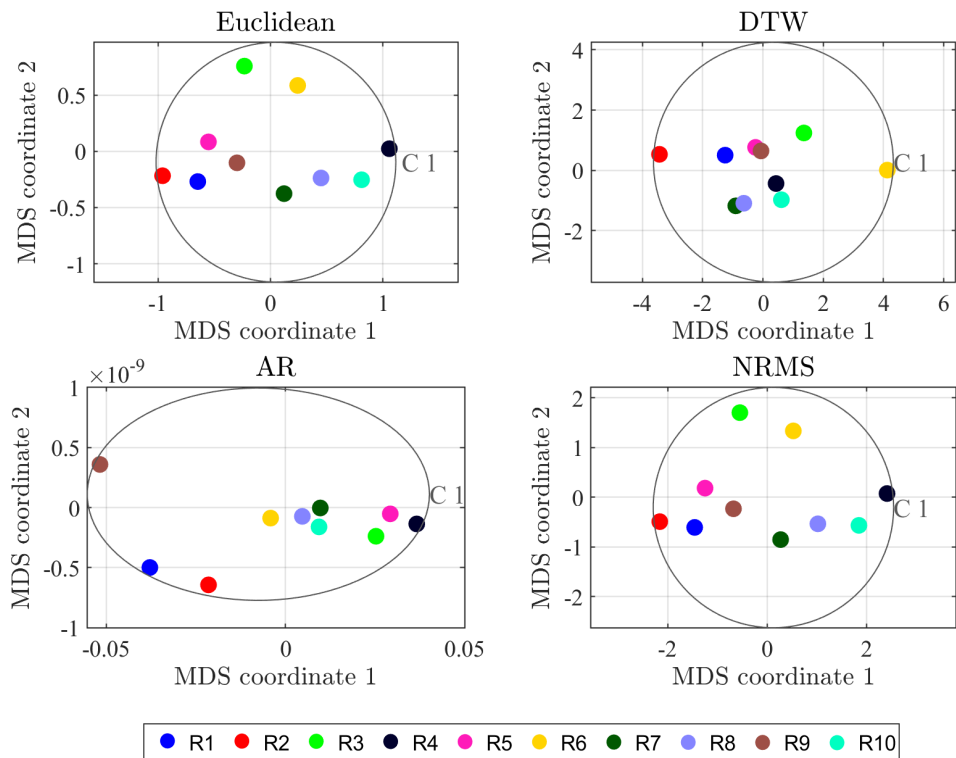 Euclidean
MDS coordinate 2
0.5
0
-0.5
-1
-1
0
1
C 1
MDS coordinate 1
DTW
MDS coordinate 2
4
2
0
-2
-4
-2
0
2
4
6
C 1
MDS coordinate 1
AR
×10-9
MDS coordinate 2
1
0.5
0
-0.5
-1
-0.05
0
0.05
C 1
MDS coordinate 1
NRMS
MDS coordinate 2
2
1
0
-1
-2
-2
0
2
C 1
MDS coordinate 1
R1 R2 R3 R4 R5 R6 R7 R8 R9 R10